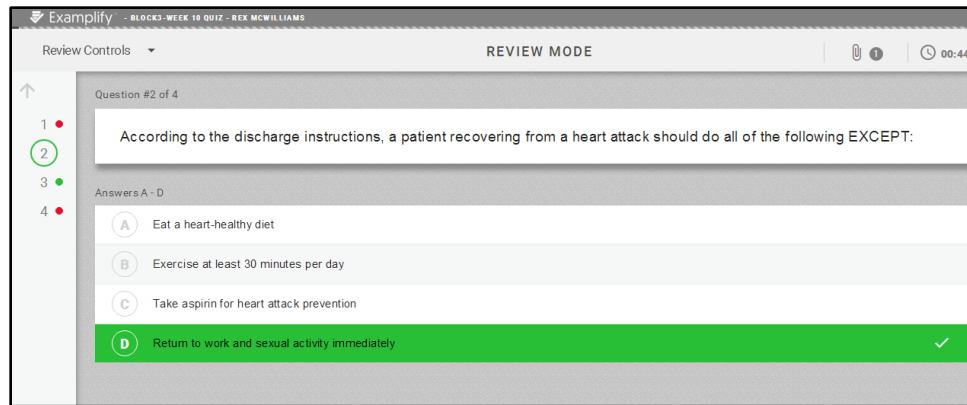 Examplify - BLOCK3-WEEK 10 QUIZ - REX MCWILLIAMS
Review Controls REVIEW MODE 1 00:44
Question #2 of 4
1
According to the discharge instructions, a patient recovering from a heart attack should do all of the following EXCEPT:
2
3
Answers A - D
4
A Eat a heart-healthy diet
B Exercise at least 30 minutes per day
C Take aspirin for heart attack prevention
D Return to work and sexual activity immediately